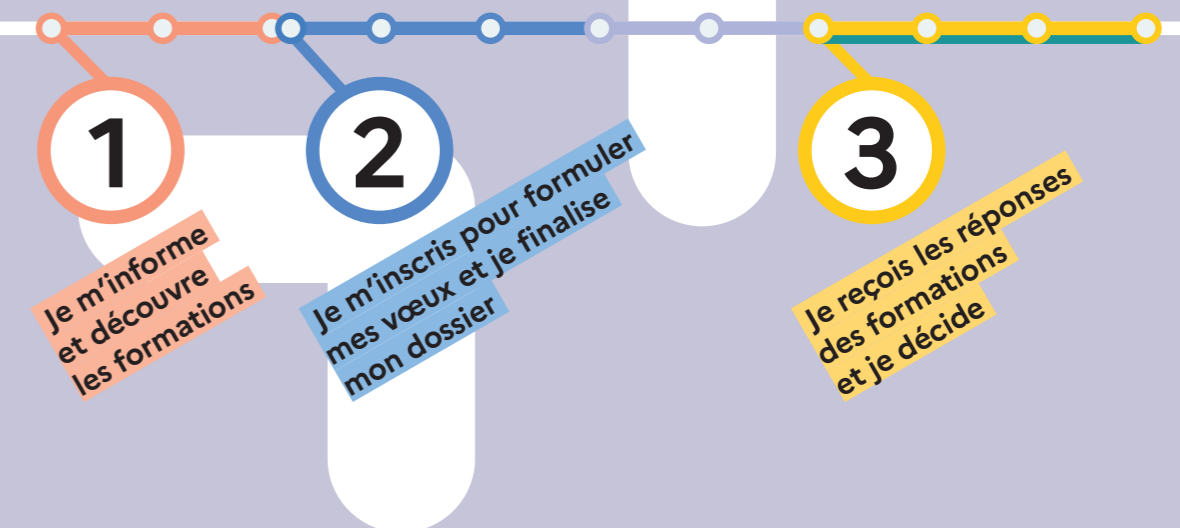 1
Je m'informe
et découvre
les formations
2
Je m'inscris pour formuler
mes vœux et je finalise
mon dossier
3
Je reçois les réponses
des formations
et je décide